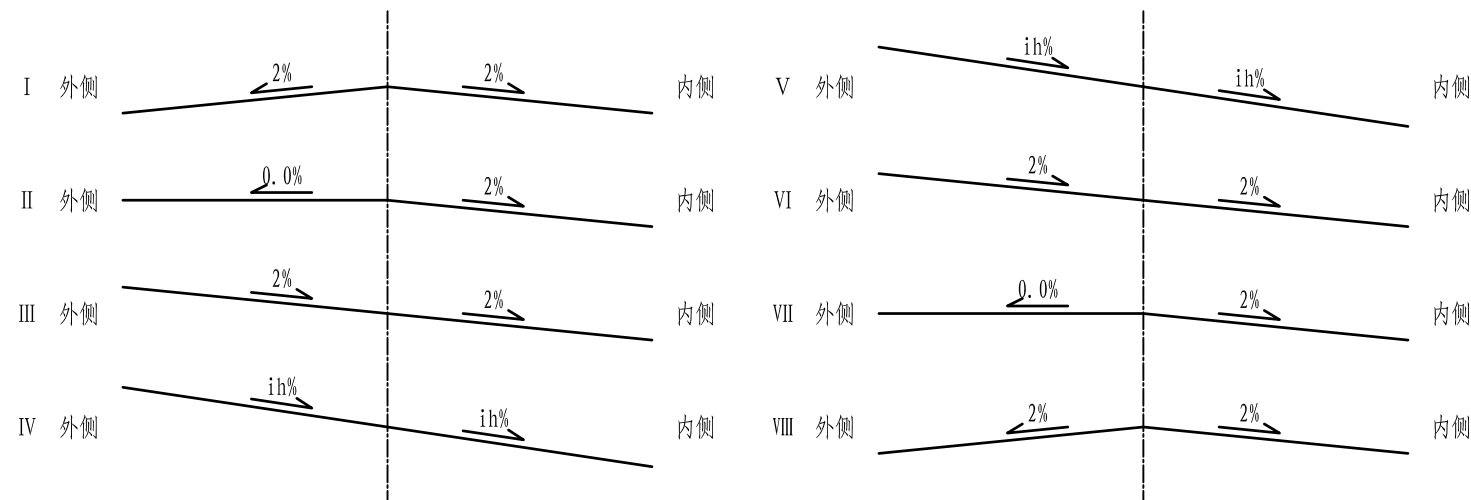 I 外侧 2% 2% 内侧
II 外侧 0.0% 2% 内侧
III 外侧 2% 2% 内侧
IV 外侧 ih% ih% 内侧
V 外侧 ih% ih% 内侧
VI 外侧 2% 2% 内侧
VII 外侧 0.0% 2% 内侧
VIII 外侧 2% 2% 内侧